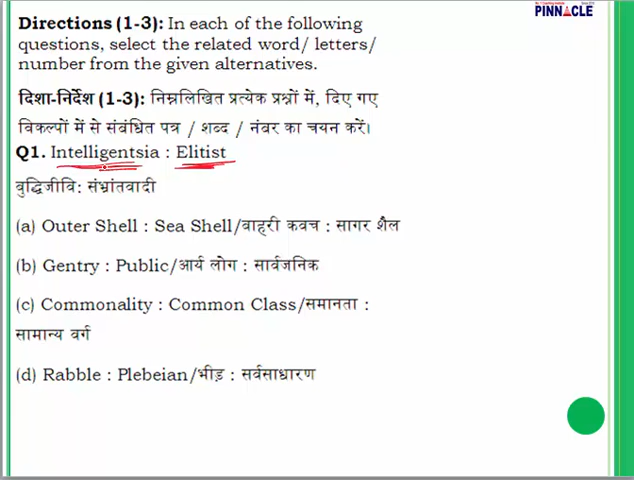 PINNACLE
Directions (1-3): In each of the following
questions, select the related word/ letters/
number from the given alternatives.
दिशा-निर्देश (1-3): निम्नलिखित प्रत्येक प्रश्नों में, दिए गए
विकल्पों में से संबंधित पत्र / शब्द / नंबर का चयन करें।
Q1. Intelligentsia : Elitist
बुद्धिजीवि: संभ्रांतवादी
(a) Outer Shell : Sea Shell/बाहरी कवच : सागर शैल
(b) Gentry : Public/आर्य लोग : सार्वजनिक
(c) Commonality : Common Class/समानता :
सामान्य वर्ग
(d) Rabble : Plebeian/भीड़ : सर्वसाधारण